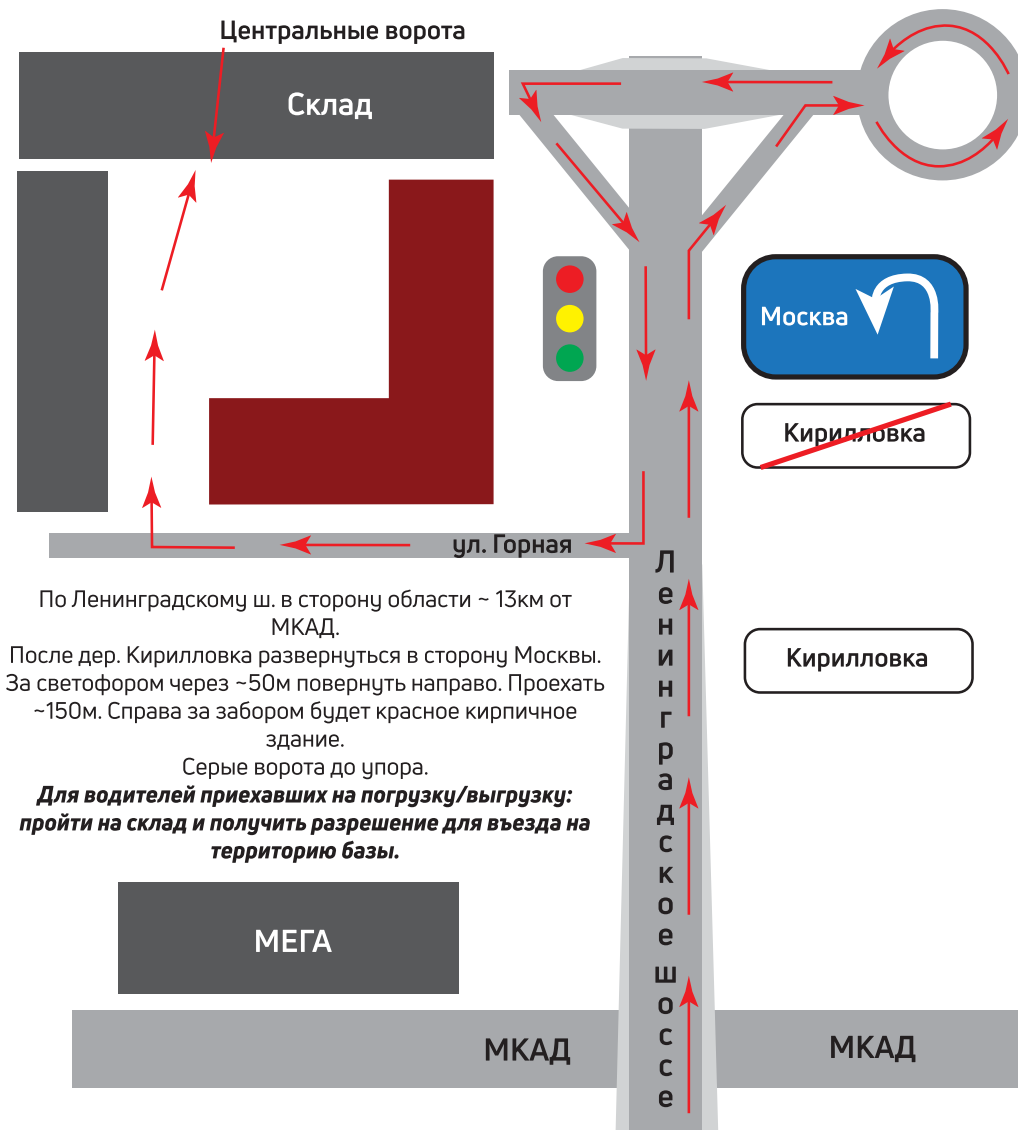 Центральные ворота
Склад
Москва
Кирилловка
ул. Горная
Ленинградское шоссе
По Ленинградскому ш. в сторону области ~ 13км от
МКАД.
После дер. Кирилловка развернуться в сторону Москвы.
За светофором через ~50м повернуть направо. Проехать
~150м. Справа за забором будет красное кирпичное
здание.
Серые ворота до упора.
Для водителей приехавших на погрузку/выгрузку:
пройти на склад и получить разрешение для въезда на
территорию базы.
Кирилловка
МЕГА
МКАД
МКАД